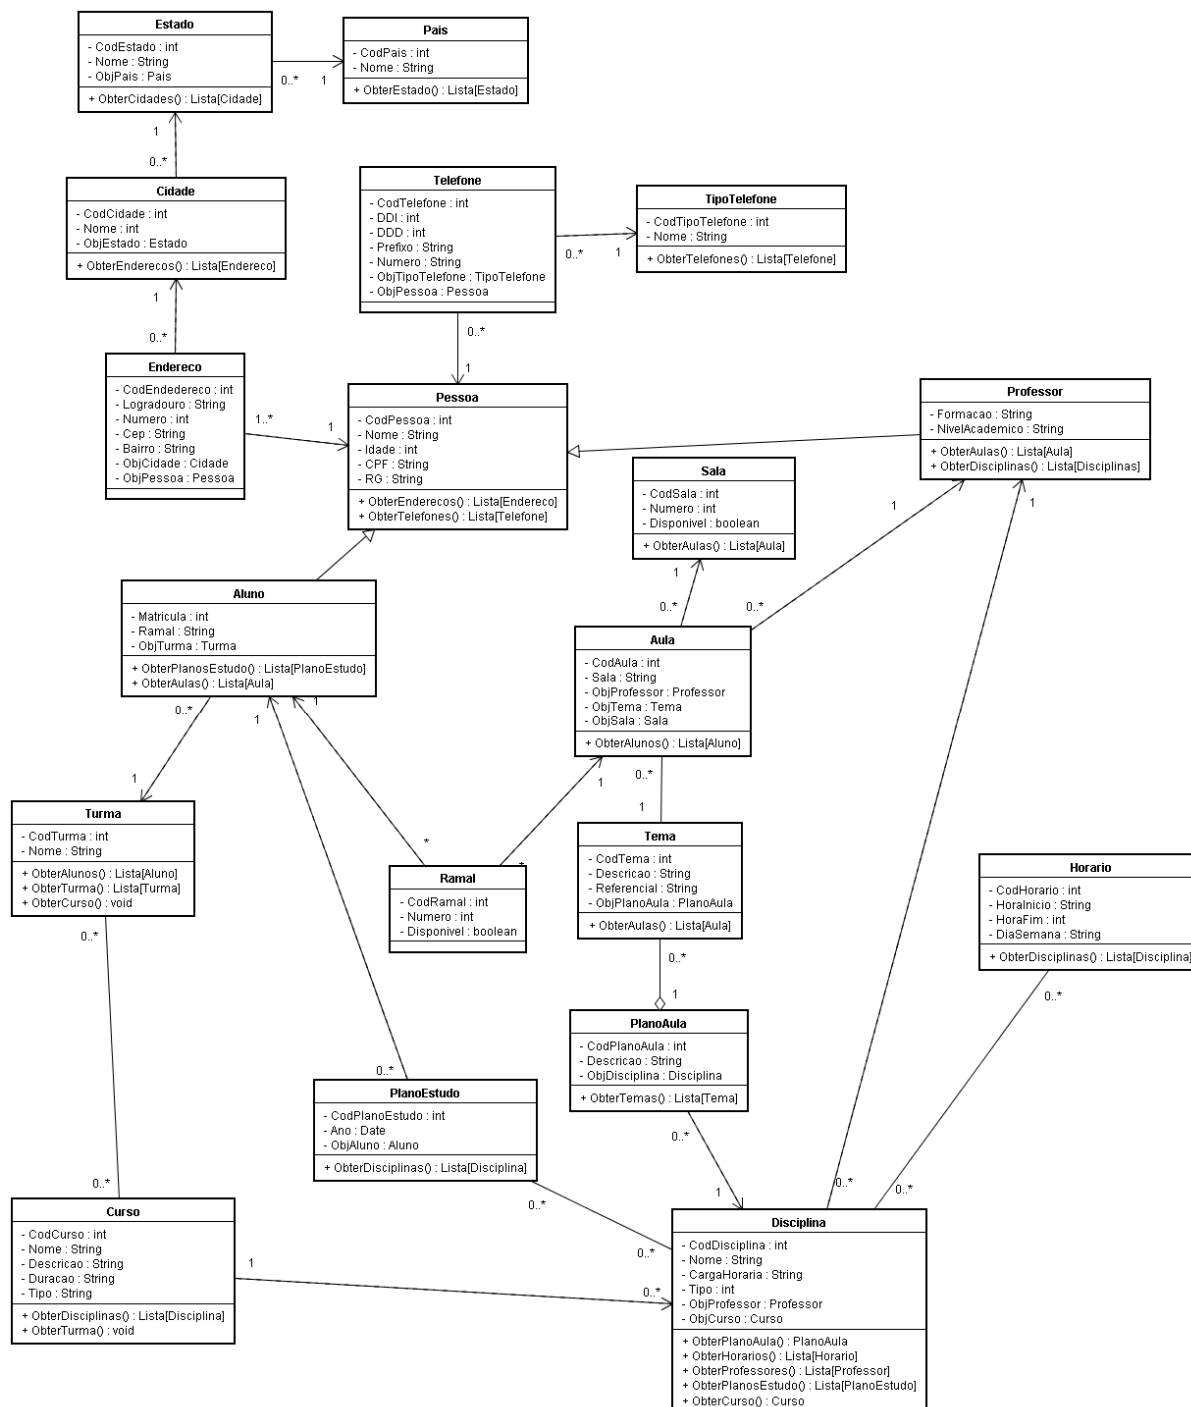 Estado
- CodEstado : int
- Nome : String
- ObjPais : Pais
+ ObterCidades() : Lista[Cidade]
0..*
1
Pais
- CodPais : int
- Nome : String
+ ObterEstado() : Lista[Estado]
1
0..*
Cidade
- CodCidade : int
- Nome : int
- ObjEstado : Estado
+ ObterEnderecos() : Lista[Endereco]
1
0..*
Telefone
- CodTelefone : int
- DDI : int
- DDD : int
- Prefixo : String
- Numero : String
- ObjTipoTelefone : TipoTelefone
- ObjPessoa : Pessoa
0..*
1
TipoTelefone
- CodTipoTelefone : int
- Nome : String
+ ObterTelefones() : Lista[Telefone]
0..*
1
Endereco
- CodEndedereco : int
- Logradouro : String
- Numero : int
- Cep : String
- Bairro : String
- ObjCidade : Cidade
- ObjPessoa : Pessoa
1..*
1
Pessoa
- CodPessoa : int
- Nome : String
- Idade : int
- CPF : String
- RG : String
+ ObterEnderecos() : Lista[Endereco]
+ ObterTelefones() : Lista[Telefone]
Professor
- Formacao : String
- NivelAcademico : String
+ ObterAulas() : Lista[Aula]
+ ObterDisciplinas() : Lista[Disciplinas]
1
1
Sala
- CodSala : int
- Numero : int
- Disponivel : boolean
+ ObterAulas() : Lista[Aula]
1
0..*
0..*
Aluno
- Matricula : int
- Ramal : String
- ObjTurma : Turma
+ ObterPlanosEstudo() : Lista[PlanoEstudo]
+ ObterAulas() : Lista[Aula]
0..*
1
1
1
Aula
- CodAula : int
- Sala : String
- ObjProfessor : Professor
- ObjTema : Tema
- ObjSala : Sala
+ ObterAlunos() : Lista[Aluno]
1
0..*
1
Turma
- CodTurma : int
- Nome : String
+ ObterAlunos() : Lista[Aluno]
+ ObterTurma() : Lista[Turma]
+ ObterCurso() : void
0..*
*
*
Ramal
- CodRamal : int
- Numero : int
- Disponivel : boolean
Tema
- CodTema : int
- Descricao : String
- Referencial : String
- ObjPlanoAula : PlanoAula
+ ObterAulas() : Lista[Aula]
0..*
1
Horario
- CodHorario : int
- HoraInicio : String
- HoraFim : int
- DiaSemana : String
+ ObterDisciplinas() : Lista[Disciplina]
0..*
PlanoAula
- CodPlanoAula : int
- Descricao : String
- ObjDisciplina : Disciplina
+ ObterTemas() : Lista[Tema]
0..*
1
0..*
PlanoEstudo
- CodPlanoEstudo : int
- Ano : Date
- ObjAluno : Aluno
+ ObterDisciplinas() : Lista[Disciplina]
0..*
0..*
0..*
Curso
- CodCurso : int
- Nome : String
- Descricao : String
- Duracao : String
- Tipo : String
+ ObterDisciplinas() : Lista[Disciplina]
+ ObterTurma() : void
1
0..*
0..*
0..*
Disciplina
- CodDisciplina : int
- Nome : String
- CargaHoraria : String
- Tipo : int
- ObjProfessor : Professor
- ObjCurso : Curso
+ ObterPlanoAula() : PlanoAula
+ ObterHorarios() : Lista[Horario]
+ ObterProfessores() : Lista[Professor]
+ ObterPlanosEstudo() : Lista[PlanoEstudo]
+ ObterCurso() : Curso